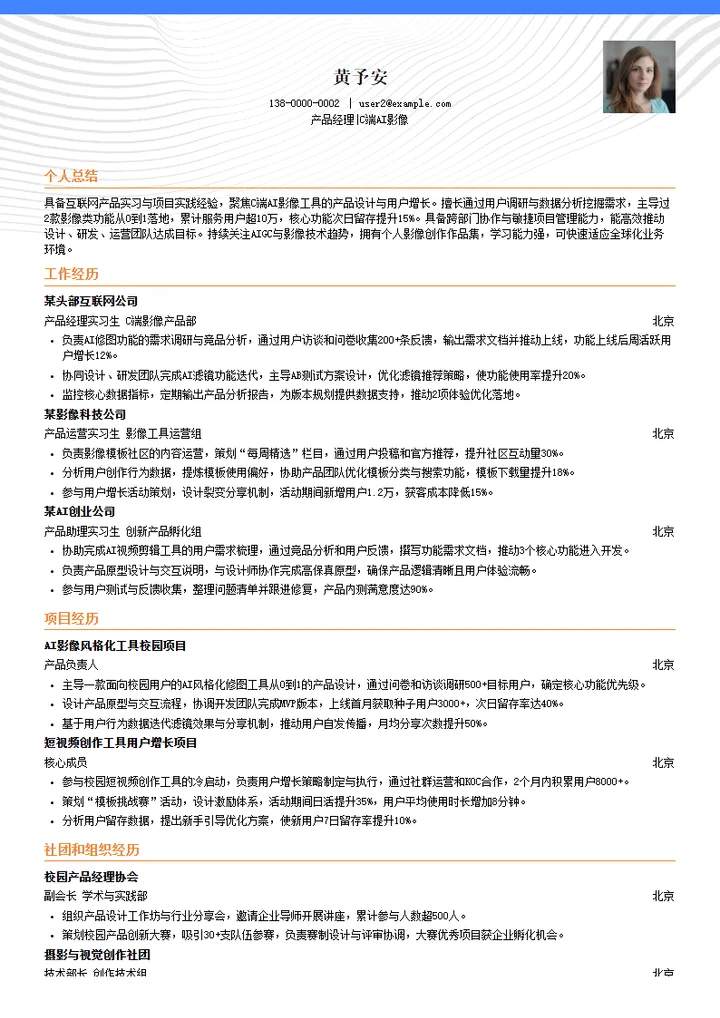 黄予安
138-0000-0002 | user2@example.com
产品经理|C端AI影像
个人总结
具备互联网产品实习与项目实践经验，聚焦C端AI影像工具的产品设计与用户增长。擅长通过用户调研与数据分析挖掘需求，主导过
2款影像类功能从0到1落地，累计服务用户超10万，核心功能次日留存提升15%。具备跨部门协作与敏捷项目管理能力，能高效推动
设计、研发、运营团队达成目标。持续关注AIGC与影像技术趋势，拥有个人影像创作作品集，学习能力强，可快速适应全球化业务
环境。
工作经历
某头部互联网公司
产品经理实习生 C端影像产品部 北京
• 负责AI修图功能的需求调研与竞品分析，通过用户访谈和问卷收集200+条反馈，输出需求文档并推动上线，功能上线后周活跃用
户增长12%。
• 协同设计、研发团队完成AI滤镜功能迭代，主导AB测试方案设计，优化滤镜推荐策略，使功能使用率提升20%。
• 监控核心数据指标，定期输出产品分析报告，为版本规划提供数据支持，推动2项体验优化落地。
某影像科技公司
产品运营实习生 影像工具运营组 北京
• 负责影像模板社区的内容运营，策划“每周精选”栏目，通过用户投稿和官方推荐，提升社区互动量30%。
• 分析用户创作行为数据，提炼模板使用偏好，协助产品团队优化模板分类与搜索功能，模板下载量提升18%。
• 参与用户增长活动策划，设计裂变分享机制，活动期间新增用户1.2万，获客成本降低15%。
某AI创业公司
产品助理实习生 创新产品孵化组 北京
• 协助完成AI视频剪辑工具的用户需求梳理，通过竞品分析和用户反馈，撰写功能需求文档，推动3个核心功能进入开发。
• 负责产品原型设计与交互说明，与设计师协作完成高保真原型，确保产品逻辑清晰且用户体验流畅。
• 参与用户测试与反馈收集，整理问题清单并跟进修复，产品内测满意度达90%。
项目经历
AI影像风格化工具校园项目
产品负责人 北京
• 主导一款面向校园用户的AI风格化修图工具从0到1的产品设计，通过问卷和访谈调研500+目标用户，确定核心功能优先级。
• 设计产品原型与交互流程，协调开发团队完成MVP版本，上线首月获取种子用户3000+，次日留存率达40%。
• 基于用户行为数据迭代滤镜效果与分享机制，推动用户自发传播，月均分享次数提升50%。
短视频创作工具用户增长项目
核心成员 北京
• 参与校园短视频创作工具的冷启动，负责用户增长策略制定与执行，通过社群运营和KOC合作，2个月内积累用户8000+。
• 策划“模板挑战赛”活动，设计激励体系，活动期间日活提升35%，用户平均使用时长增加8分钟。
• 分析用户留存数据，提出新手引导优化方案，使新用户7日留存率提升10%。
社团和组织经历
校园产品经理协会
副会长 学术与实践部 北京
• 组织产品设计工作坊与行业分享会，邀请企业导师开展讲座，累计参与人数超500人。
• 策划校园产品创新大赛，吸引30+支队伍参赛，负责赛制设计与评审协调，大赛优秀项目获企业孵化机会。
摄影与视觉创作社团
技术部长 创作技术组 北京